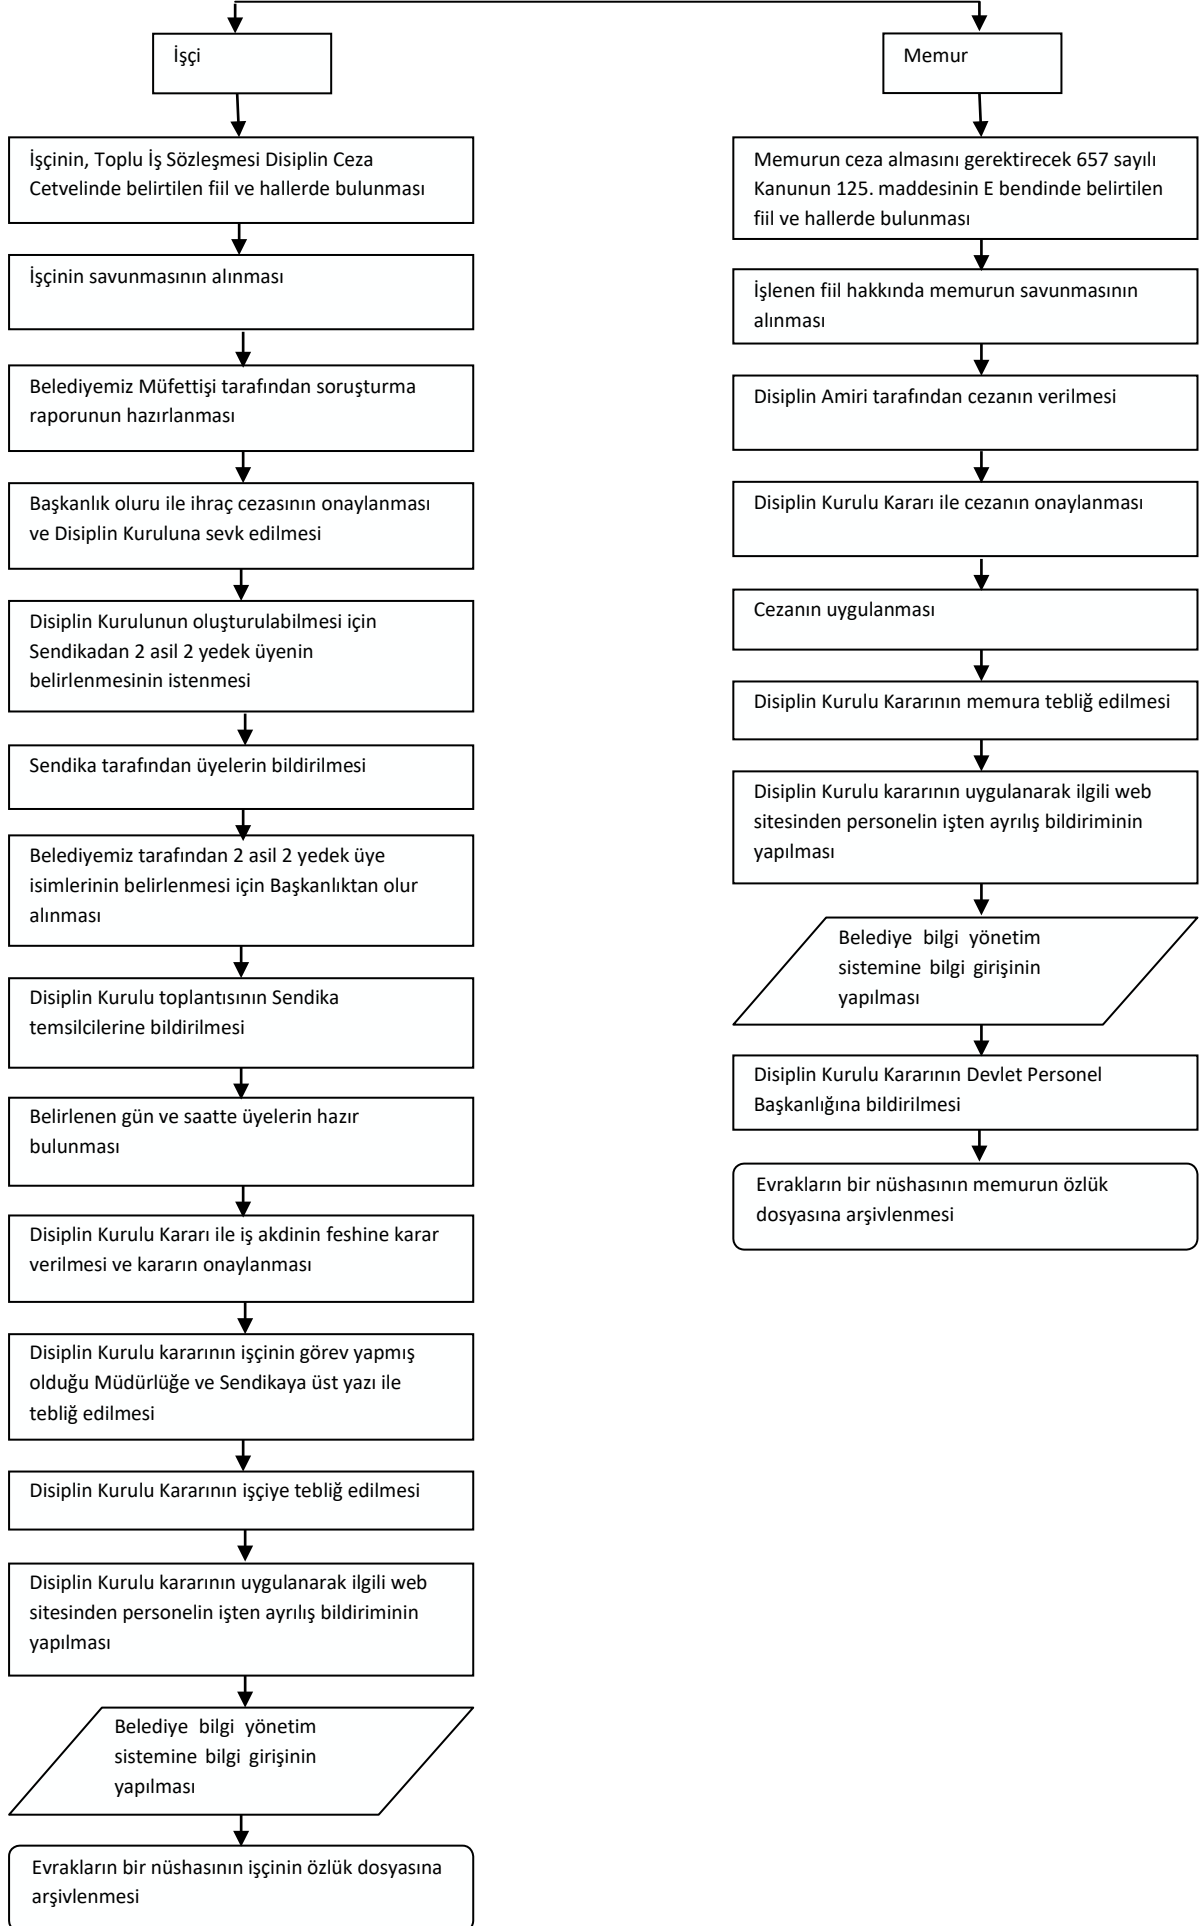 İşçi
İşçinin, Toplu İş Sözleşmesi Disiplin Ceza
Cetvelinde belirtilen fiil ve hallerde bulunması
İşçinin savunmasının alınması
Belediyemiz Müfettişi tarafından soruşturma
raporunun hazırlanması
Başkanlık oluru ile ihraç cezasının onaylanması
ve Disiplin Kuruluna sevk edilmesi
Disiplin Kurulunun oluşturulabilmesi için
Sendikadan 2 asil 2 yedek üyenin
belirlenmesinin istenmesi
Sendika tarafından üyelerin bildirilmesi
Belediyemiz tarafından 2 asil 2 yedek üye
isimlerinin belirlenmesi için Başkanlıktan olur
alınması
Disiplin Kurulu toplantısının Sendika
temsilcilerine bildirilmesi
Belirlenen gün ve saatte üyelerin hazır
bulunması
Disiplin Kurulu Kararı ile iş akdinin feshine karar
verilmesi ve kararın onaylanması
Disiplin Kurulu kararının işçinin görev yapmış
olduğu Müdürlüğe ve Sendikaya üst yazı ile
tebliğ edilmesi
Disiplin Kurulu Kararının işçiye tebliğ edilmesi
Disiplin Kurulu kararının uygulanarak ilgili web
sitesinden personelin işten ayrılış bildiriminin
yapılması
Belediye bilgi yönetim
sistemine bilgi girişinin
yapılması
Evrakların bir nüshasının işçinin özlük dosyasına
arşivlenmesi
Memur
Memurun ceza almasını gerektirecek 657 sayılı
Kanunun 125. maddesinin E bendinde belirtilen
fiil ve hallerde bulunması
İşlenen fiil hakkında memurun savunmasının
alınması
Disiplin Amiri tarafından cezanın verilmesi
Disiplin Kurulu Kararı ile cezanın onaylanması
Cezanın uygulanması
Disiplin Kurulu Kararının memura tebliğ edilmesi
Disiplin Kurulu kararının uygulanarak ilgili web
sitesinden personelin işten ayrılış bildiriminin
yapılması
Belediye bilgi yönetim
sistemine bilgi girişinin
yapılması
Disiplin Kurulu Kararının Devlet Personel
Başkanlığına bildirilmesi
Evrakların bir nüshasının memurun özlük
dosyasına arşivlenmesi